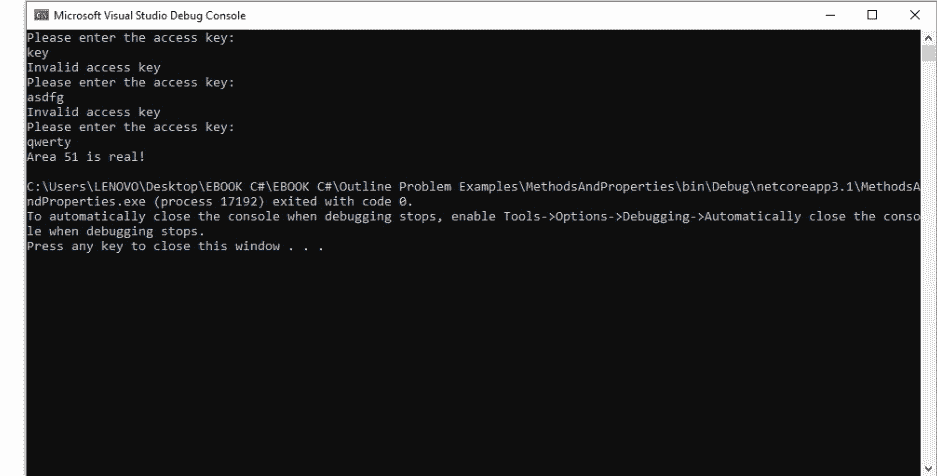 Microsoft Visual Studio Debug Console
Please enter the access key:
key
Invalid access key
Please enter the access key:
asdfg
Invalid access key
Please enter the access key:
qwerty
Area 51 is real!
C:\Users\LENOVO\Desktop\EBOOK C#\EBOOK C#\Outline Problem Examples\MethodsAndProperties\bin\Debug\netcoreapp3.1\MethodsA
ndProperties.exe (process 17192) exited with code 0.
To automatically close the console when debugging stops, enable Tools->Options->Debugging->Automatically close the conso
le when debugging stops.
Press any key to close this window . . .